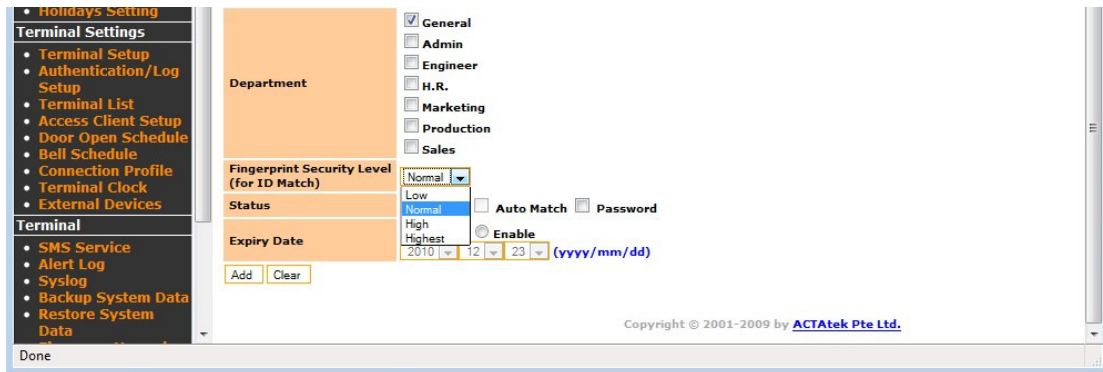 Holidays Setting
Terminal Settings
Terminal Setup
Authentication/Log
Setup
Terminal List
Access Client Setup
Door Open Schedule
Bell Schedule
Connection Profile
Terminal Clock
External Devices
Terminal
SMS Service
Alert Log
Syslog
Backup System Data
Restore System
Data
Department
General
Admin
Engineer
H.R.
Marketing
Production
Sales
Fingerprint Security Level
(for ID Match)
Normal
Low
Normal
High
Highest
Status
Auto Match Password
Expiry Date
Enable
2010 12 23 (yyyy/mm/dd)
Add Clear
Copyright © 2001-2009 by ACTAtek Pte Ltd.
Done